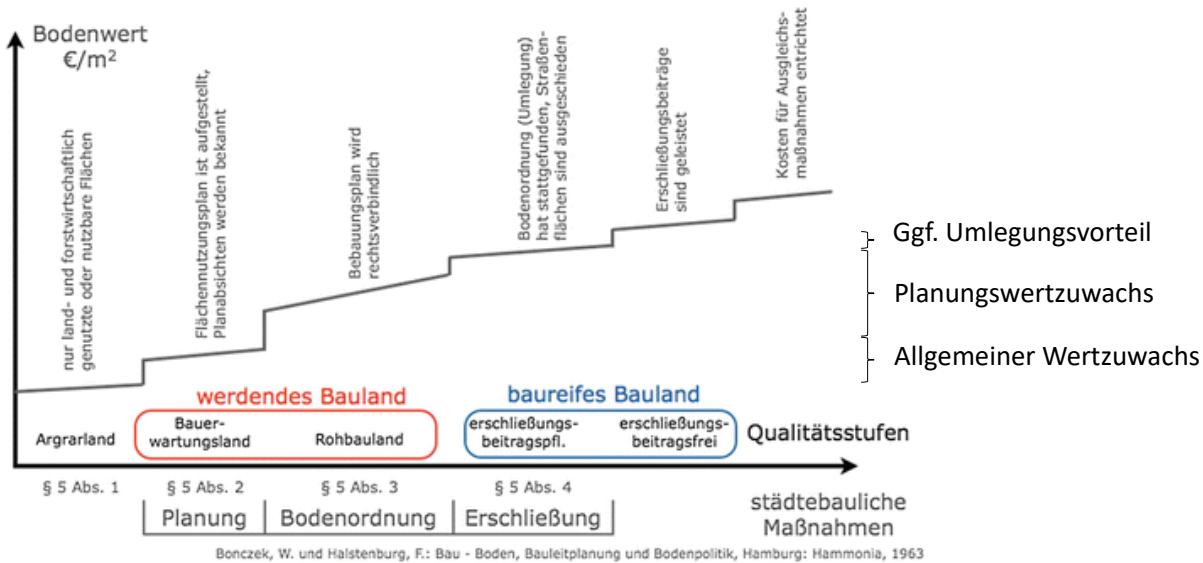 Bodenwert
€/m²
nur land- und forstwirtschaftlich
genutzte oder nutzbare Flächen
Flächennutzungsplan ist aufgestellt,
Planabsichten werden bekannt
Bebauungsplan wird
rechtsverbindlich
Bodenordnung (Umlegung)
hat stattgefunden, Straßen-
flächen sind ausgeschieden
Erschließungsbeiträge
sind geleistet
Kosten für Ausgleichs-
maßnahmen entrichtet
Ggf. Umlegungsvorteil
Planungswertzuwachs
Allgemeiner Wertzuwachs
werdendes Bauland
baureifes Bauland
Argrarland
Bauer-
wartungsland
Rohbauland
erschließungs-
beitragspfl.
erschließungs-
beitragsfrei
Qualitätsstufen
§ 5 Abs. 1
§ 5 Abs. 2
§ 5 Abs. 3
§ 5 Abs. 4
Planung
Bodenordnung
Erschließung
städtebauliche
Maßnahmen
Bonczek, W. und Halstenburg, F.: Bau - Boden, Bauleitplanung und Bodenpolitik, Hamburg: Hammonia, 1963